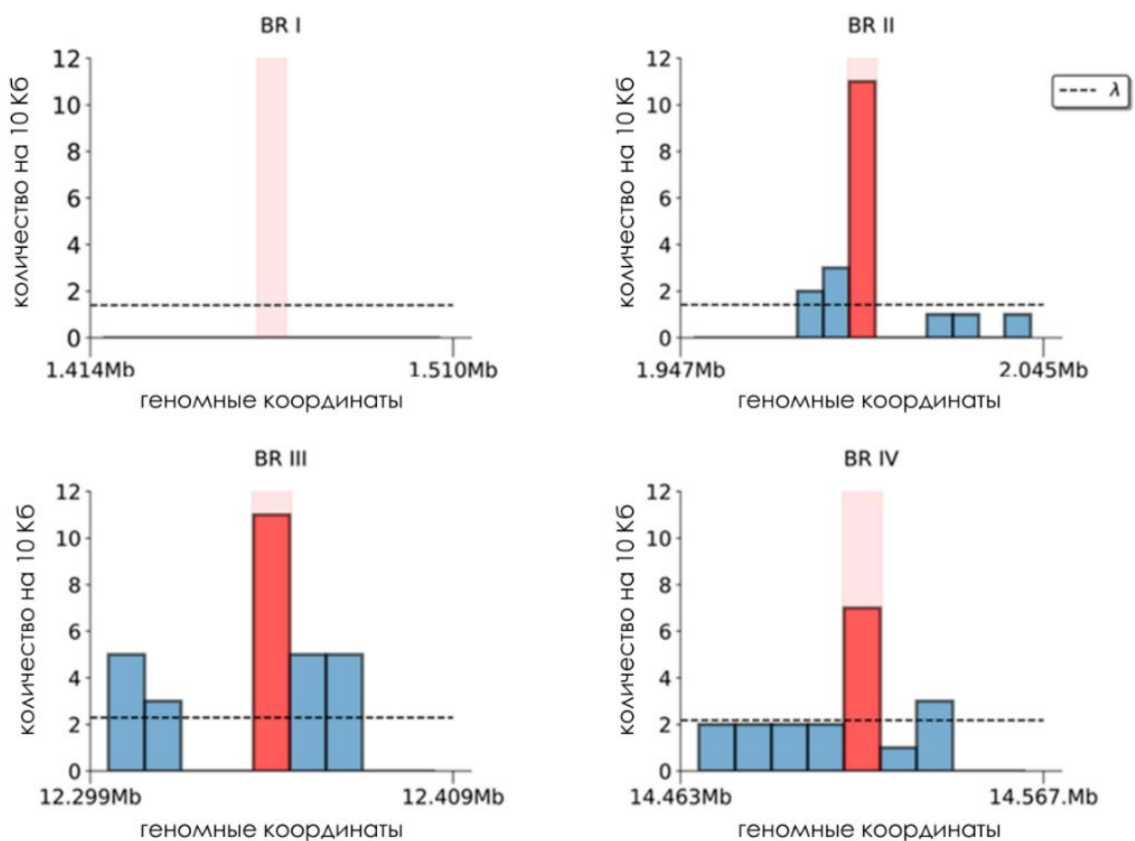 BR I
12
10
8
6
4
2
0
количество на 10 Кб
1.414Mb
1.510Mb
геномные координаты
BR II
12
10
8
6
4
2
0
количество на 10 Кб
λ
1.947Mb
2.045Mb
геномные координаты
BR III
12
10
8
6
4
2
0
количество на 10 Кб
12.299Mb
12.409Mb
геномные координаты
BR IV
12
10
8
6
4
2
0
количество на 10 Кб
14.463Mb
14.567.Mb
геномные координаты